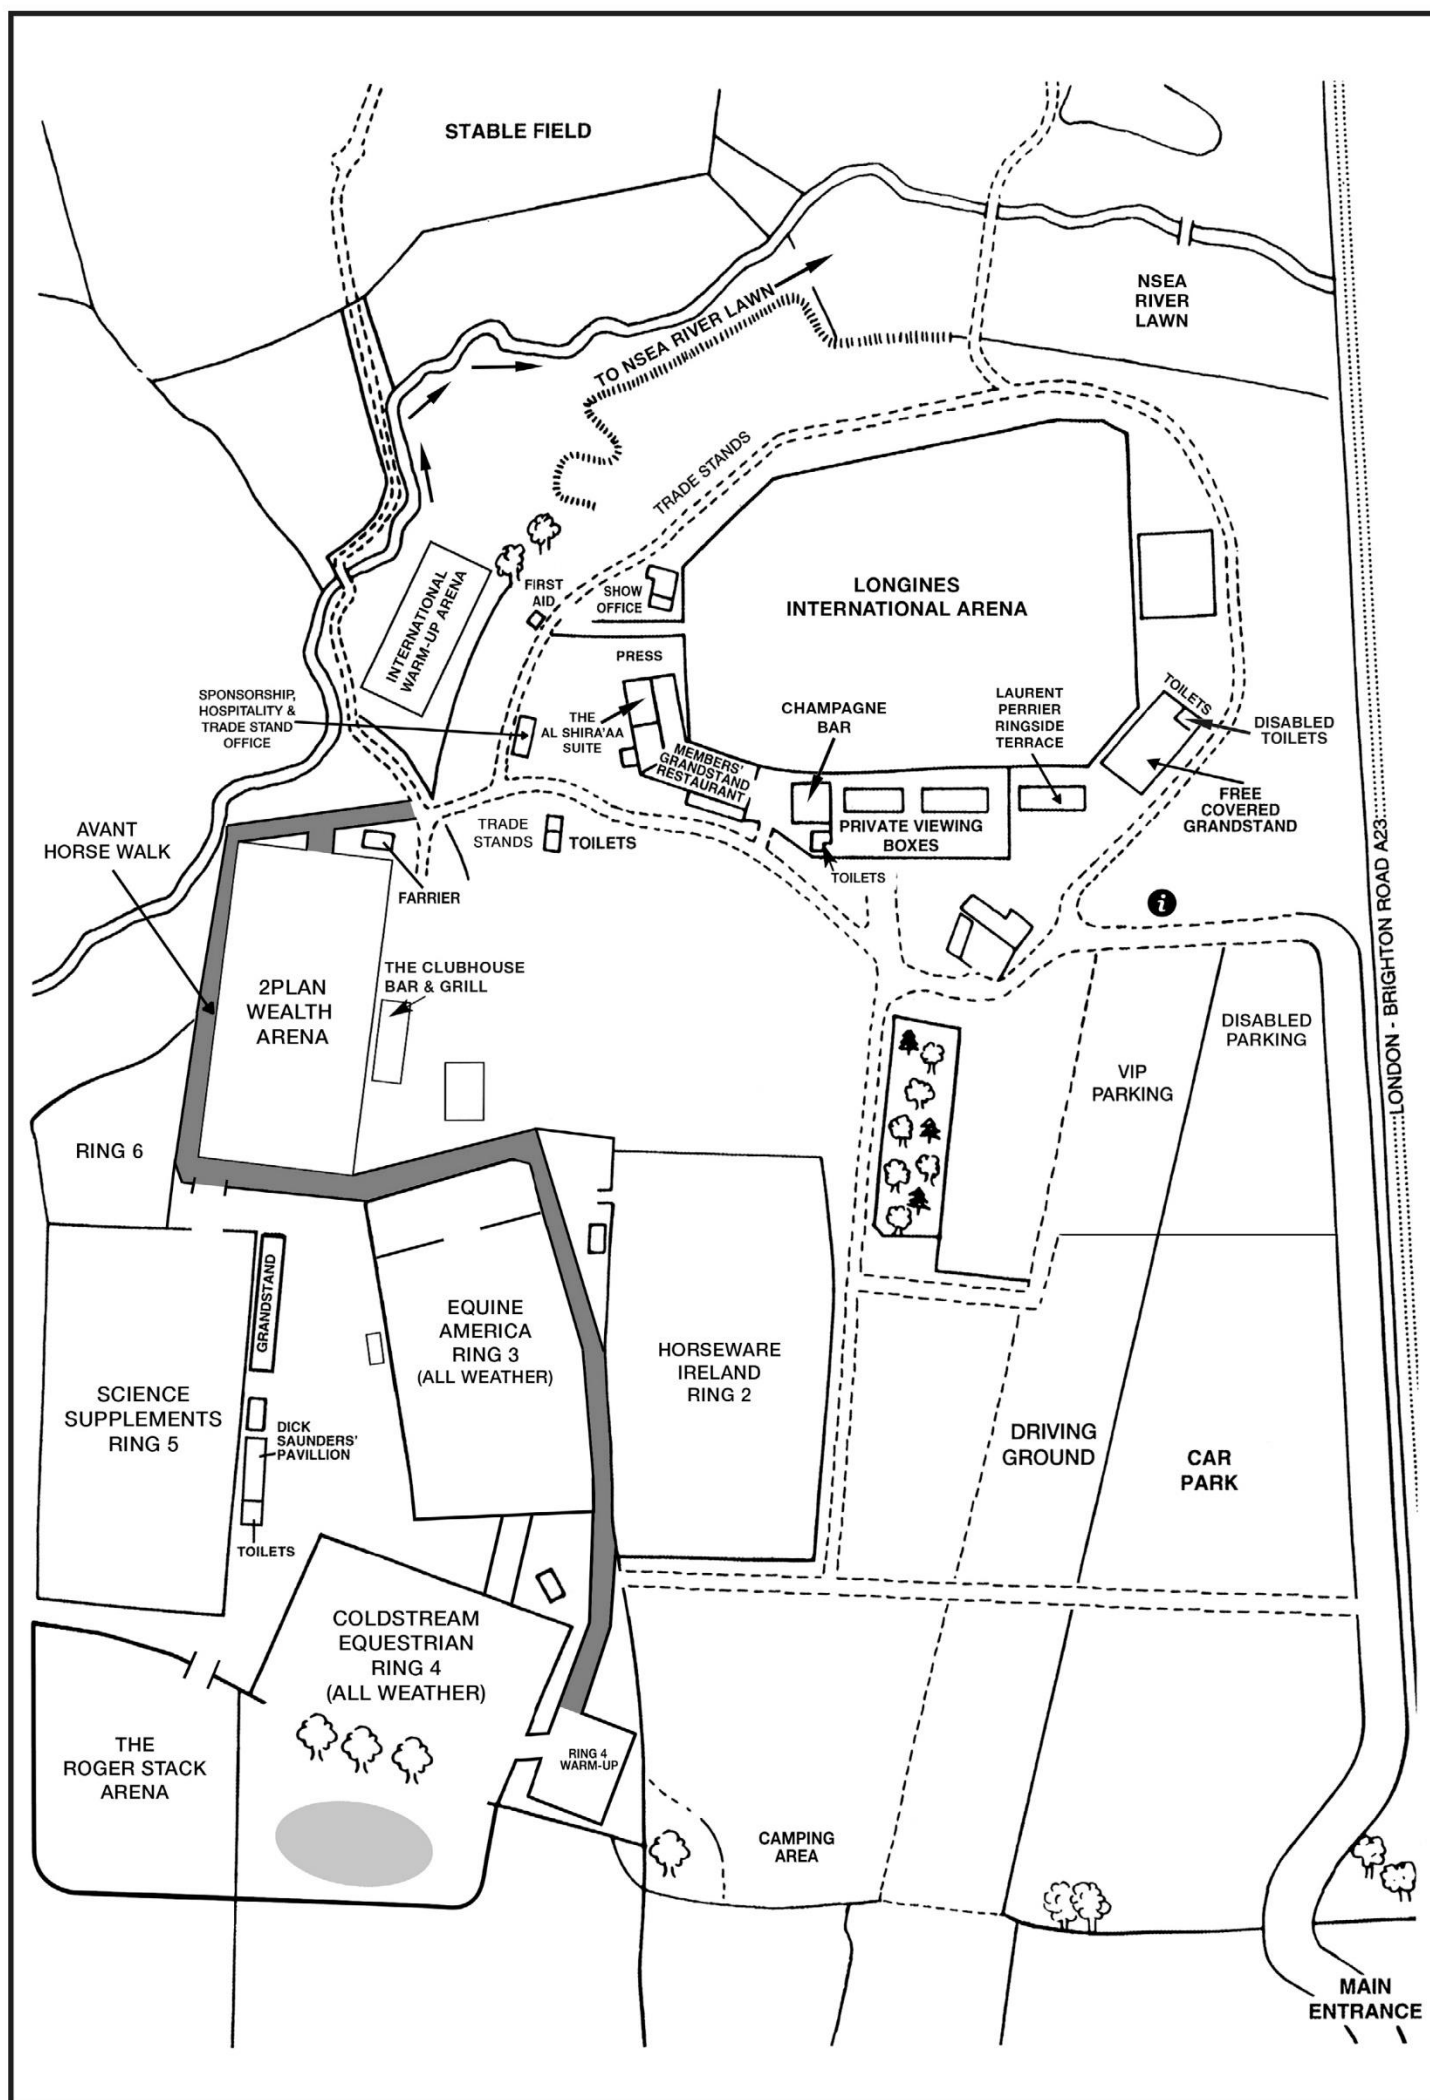 STABLE FIELD
NSEA
RIVER
LAWN
TO NSEA RIVER LAWN
TRADE STANDS
INTERNATIONAL
WARM-UP ARENA
FIRST
AID
SHOW
OFFICE
LONGINES
INTERNATIONAL ARENA
PRESS
SPONSORSHIP,
HOSPITALITY &
TRADE STAND
OFFICE
THE
AL SHIRA'AA
SUITE
MEMBERS'
GRANDSTAND
RESTAURANT
CHAMPAGNE
BAR
LAURENT
PERRIER
RINGSIDE
TERRACE
TOILETS
DISABLED
TOILETS
FREE
COVERED
GRANDSTAND
PRIVATE VIEWING
BOXES
TOILETS
AVANT
HORSE WALK
TRADE
STANDS
TOILETS
FARRIER
i
LONDON - BRIGHTON ROAD A23
2PLAN
WEALTH
ARENA
THE CLUBHOUSE
BAR & GRILL
DISABLED
PARKING
VIP
PARKING
RING 6
GRANDSTAND
EQUINE
AMERICA
RING 3
(ALL WEATHER)
HORSEWARE
IRELAND
RING 2
SCIENCE
SUPPLEMENTS
RING 5
DICK
SAUNDERS'
PAVILLION
TOILETS
DRIVING
GROUND
CAR
PARK
COLDSTREAM
EQUESTRIAN
RING 4
(ALL WEATHER)
THE
ROGER STACK
ARENA
RING 4
WARM-UP
CAMPING
AREA
MAIN
ENTRANCE